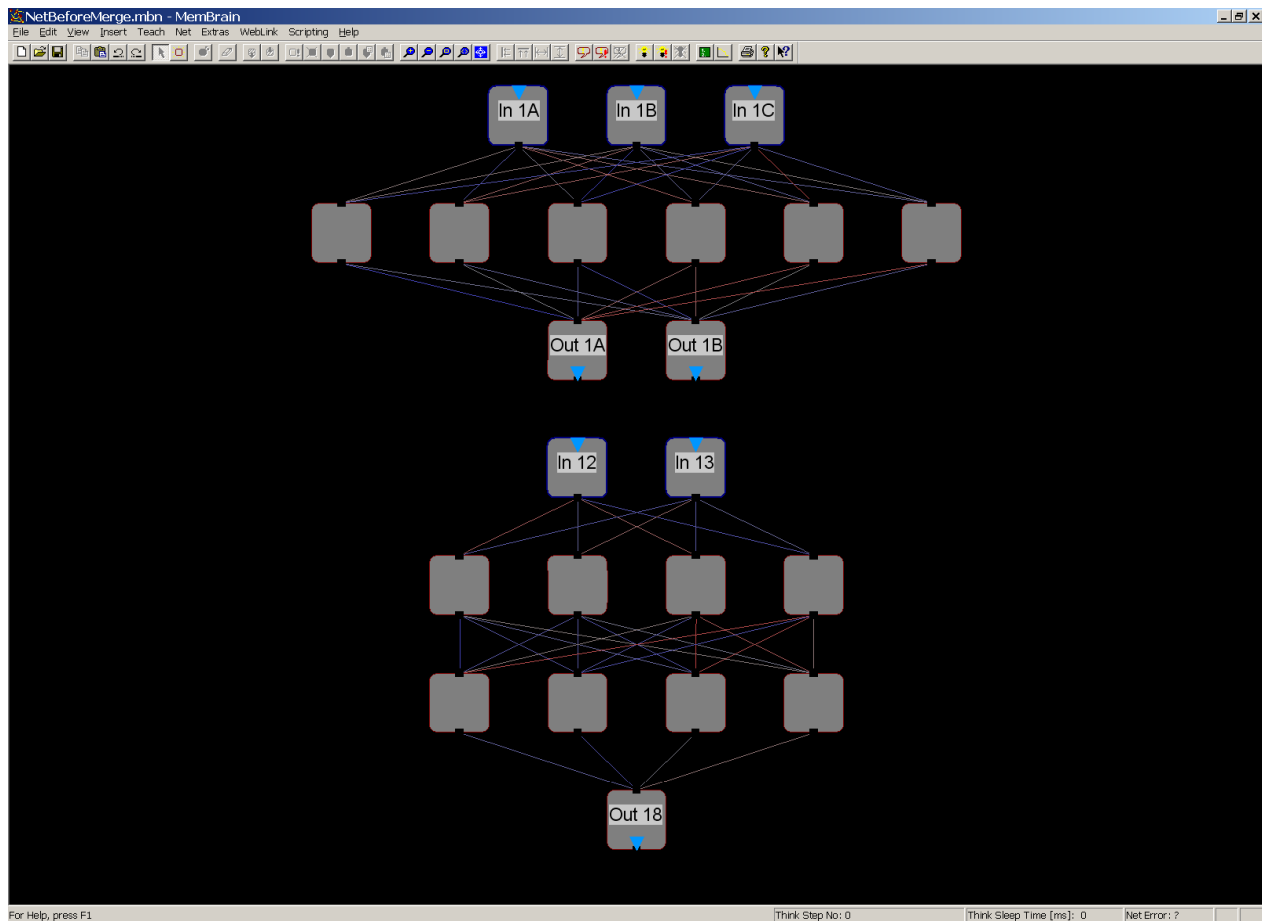 NetBeforeMerge.mbn - MemBrain
File Edit View Insert Teach Net Extras WebLink Scripting Help
In 1A In 1B In 1C
Out 1A Out 1B
In 12 In 13
Out 18
For Help, press F1 Think Step No: 0 Think Sleep Time [ms]: 0 Net Error: ?